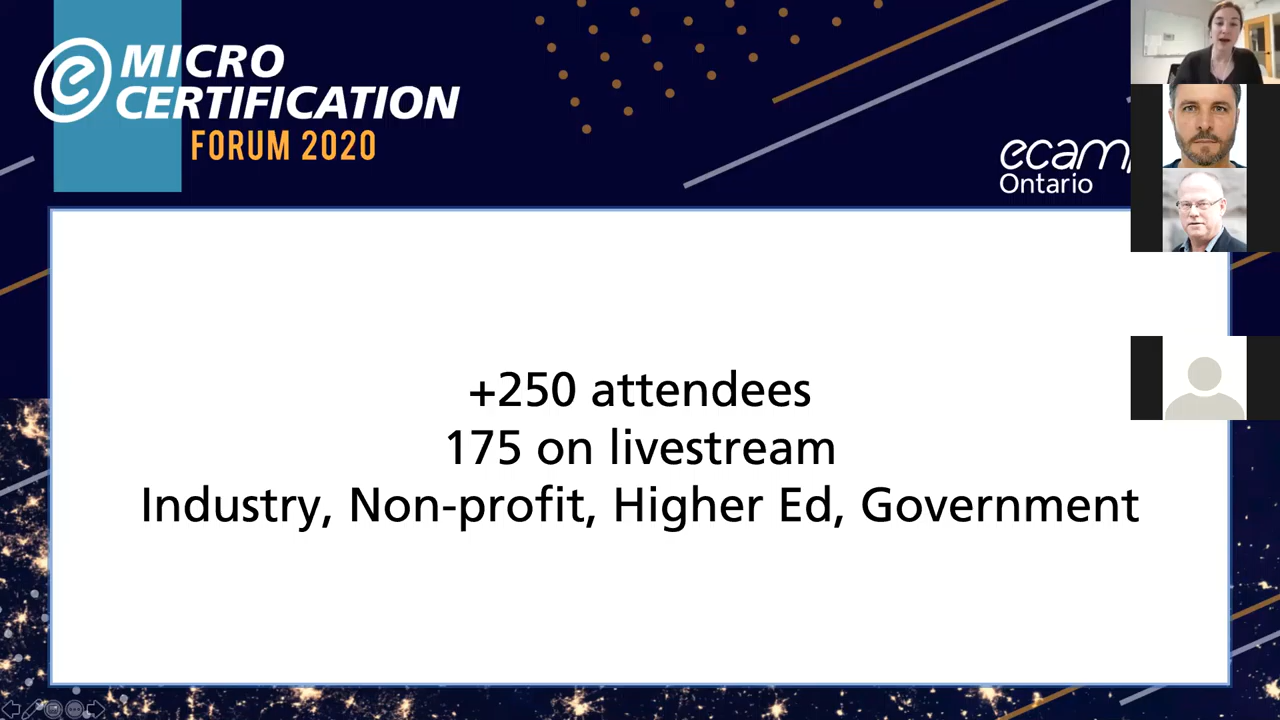 MICRO
CERTIFICATION
FORUM 2020
ecam
Ontario
+250 attendees
175 on livestream
Industry, Non-profit, Higher Ed, Government